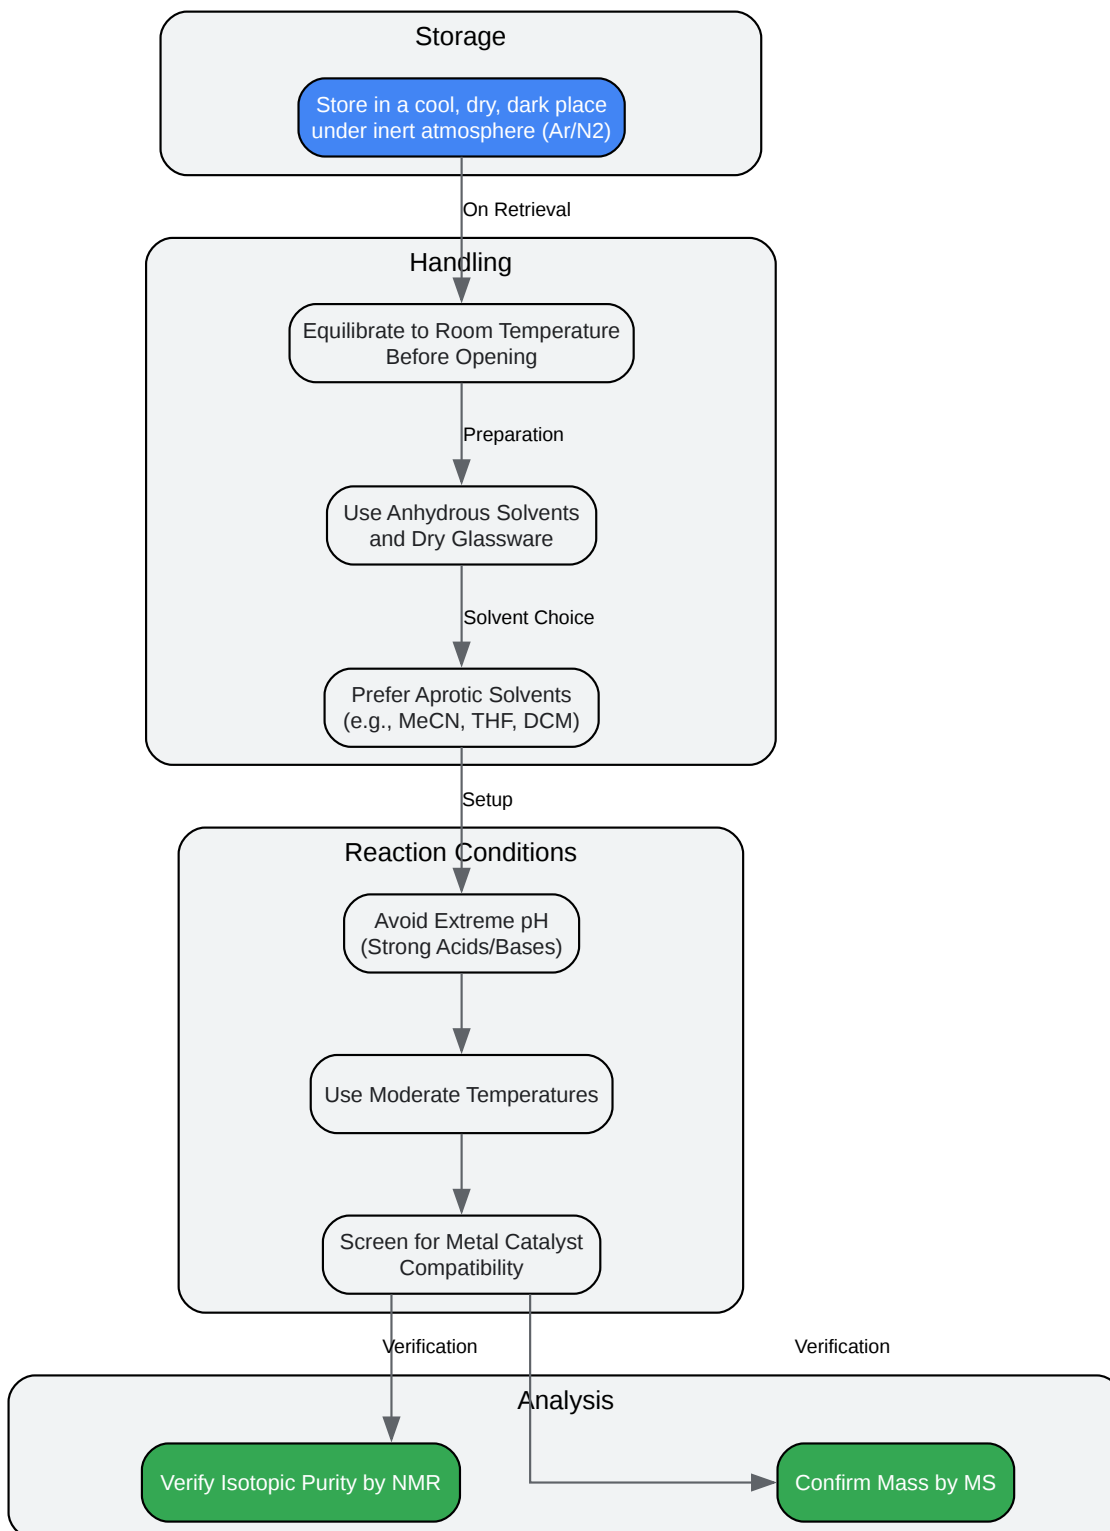 Storage
Store in a cool, dry, dark place
under inert atmosphere (Ar/N2)
On Retrieval
Handling
Equilibrate to Room Temperature
Before Opening
Preparation
Use Anhydrous Solvents
and Dry Glassware
Solvent Choice
Prefer Aprotic Solvents
(e.g., MeCN, THF, DCM)
Setup
Reaction Conditions
Avoid Extreme pH
(Strong Acids/Bases)
Use Moderate Temperatures
Screen for Metal Catalyst
Compatibility
Verification
Verification
Analysis
Verify Isotopic Purity by NMR
Confirm Mass by MS